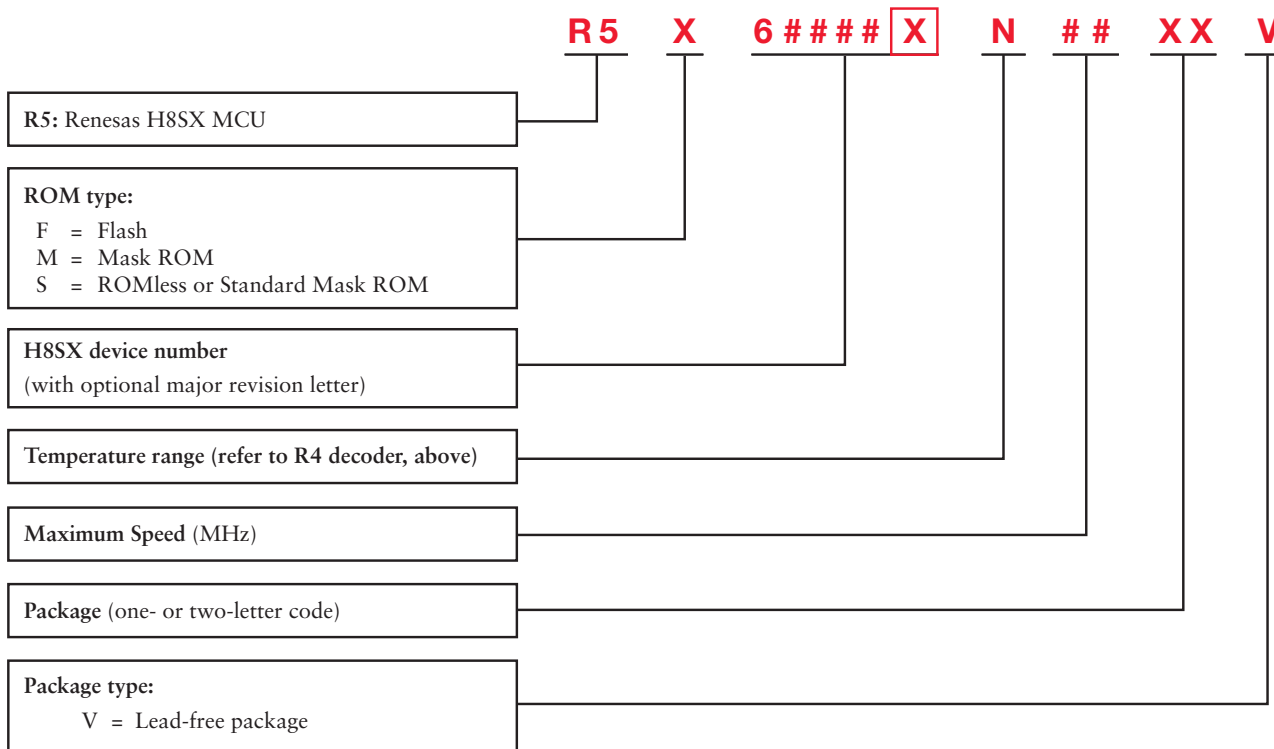 R5 X 6####X N ## XX V
R5: Renesas H8SX MCU
ROM type:
F = Flash
M = Mask ROM
S = ROMless or Standard Mask ROM
H8SX device number
(with optional major revision letter)
Temperature range (refer to R4 decoder, above)
Maximum Speed (MHz)
Package (one- or two-letter code)
Package type:
V = Lead-free package